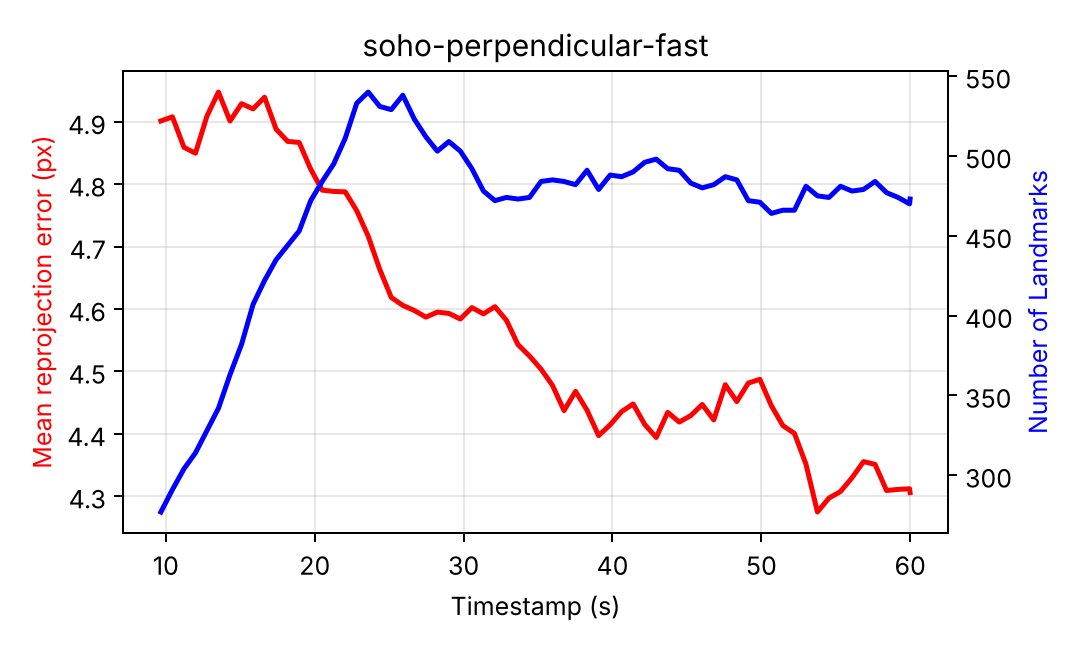 soho-perpendicular-fast
Mean reprojection error (px)
4.9
4.8
4.7
4.6
4.5
4.4
4.3
550
500
450
400
350
300
Number of Landmarks
10 20 30 40 50 60
Timestamp (s)